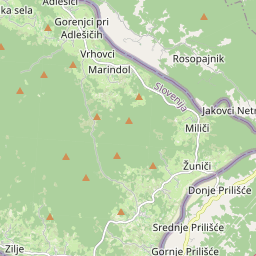 Adlešiči
ka sela
Gorenjci pri
Adlešičih
Vrhovci
Marindol
Rosopajnik
Slovenija
Jakovci Netr
Miliči
Žuniči
Donje Prilišće
Srednje Prilišće
Zilje
Gornje Prilišće